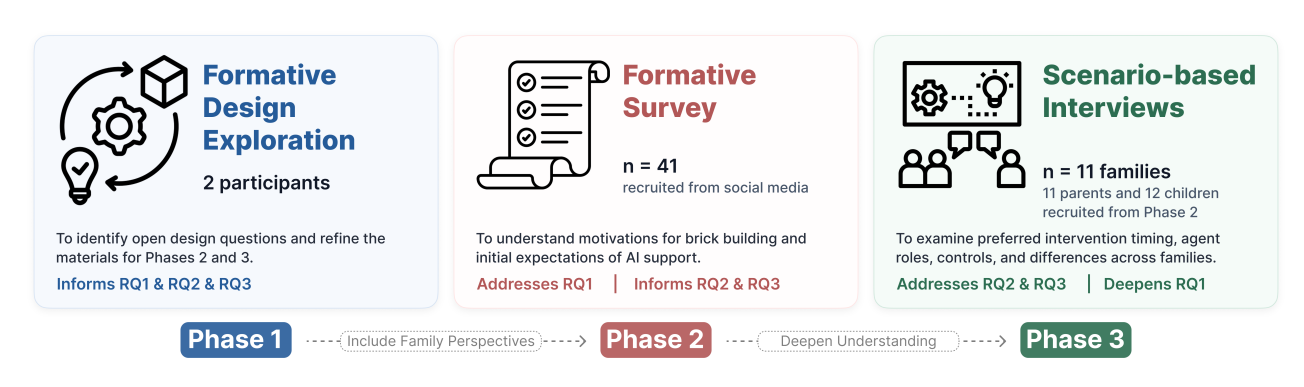 Formative
Design
Exploration
2 participants
To identify open design questions and refine the
materials for Phases 2 and 3.
Informs RQ1 & RQ2 & RQ3
Formative
Survey
n = 41
recruited from social media
To understand motivations for brick building and
initial expectations of AI support.
Addresses RQ1 | Informs RQ2 & RQ3
Scenario-based
Interviews
n = 11 families
11 parents and 12 children
recruited from Phase 2
To examine preferred intervention timing, agent
roles, controls, and differences across families.
Addresses RQ2 & RQ3 | Deepens RQ1
Phase 1
Include Family Perspectives
Phase 2
Deepen Understanding
Phase 3